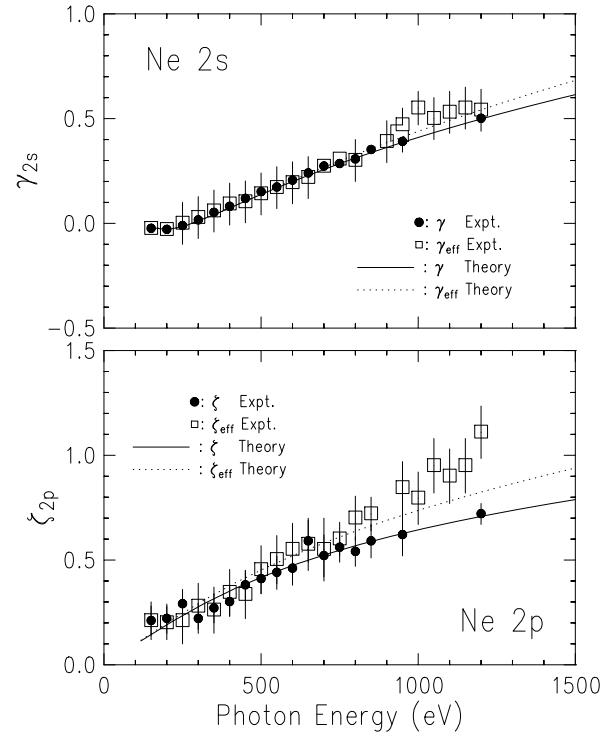 1.0
Ne 2s
0.5
γ2s
0.0
●: γ Expt.
□: γeff Expt.
: γ Theory
: γeff Theory
−0.5
1.5
●: ζ Expt.
□: ζeff Expt.
: ζ Theory
: ζeff Theory
1.0
ζ2p
0.5
Ne 2p
0.0
0 500 1000 1500
Photon Energy (eV)